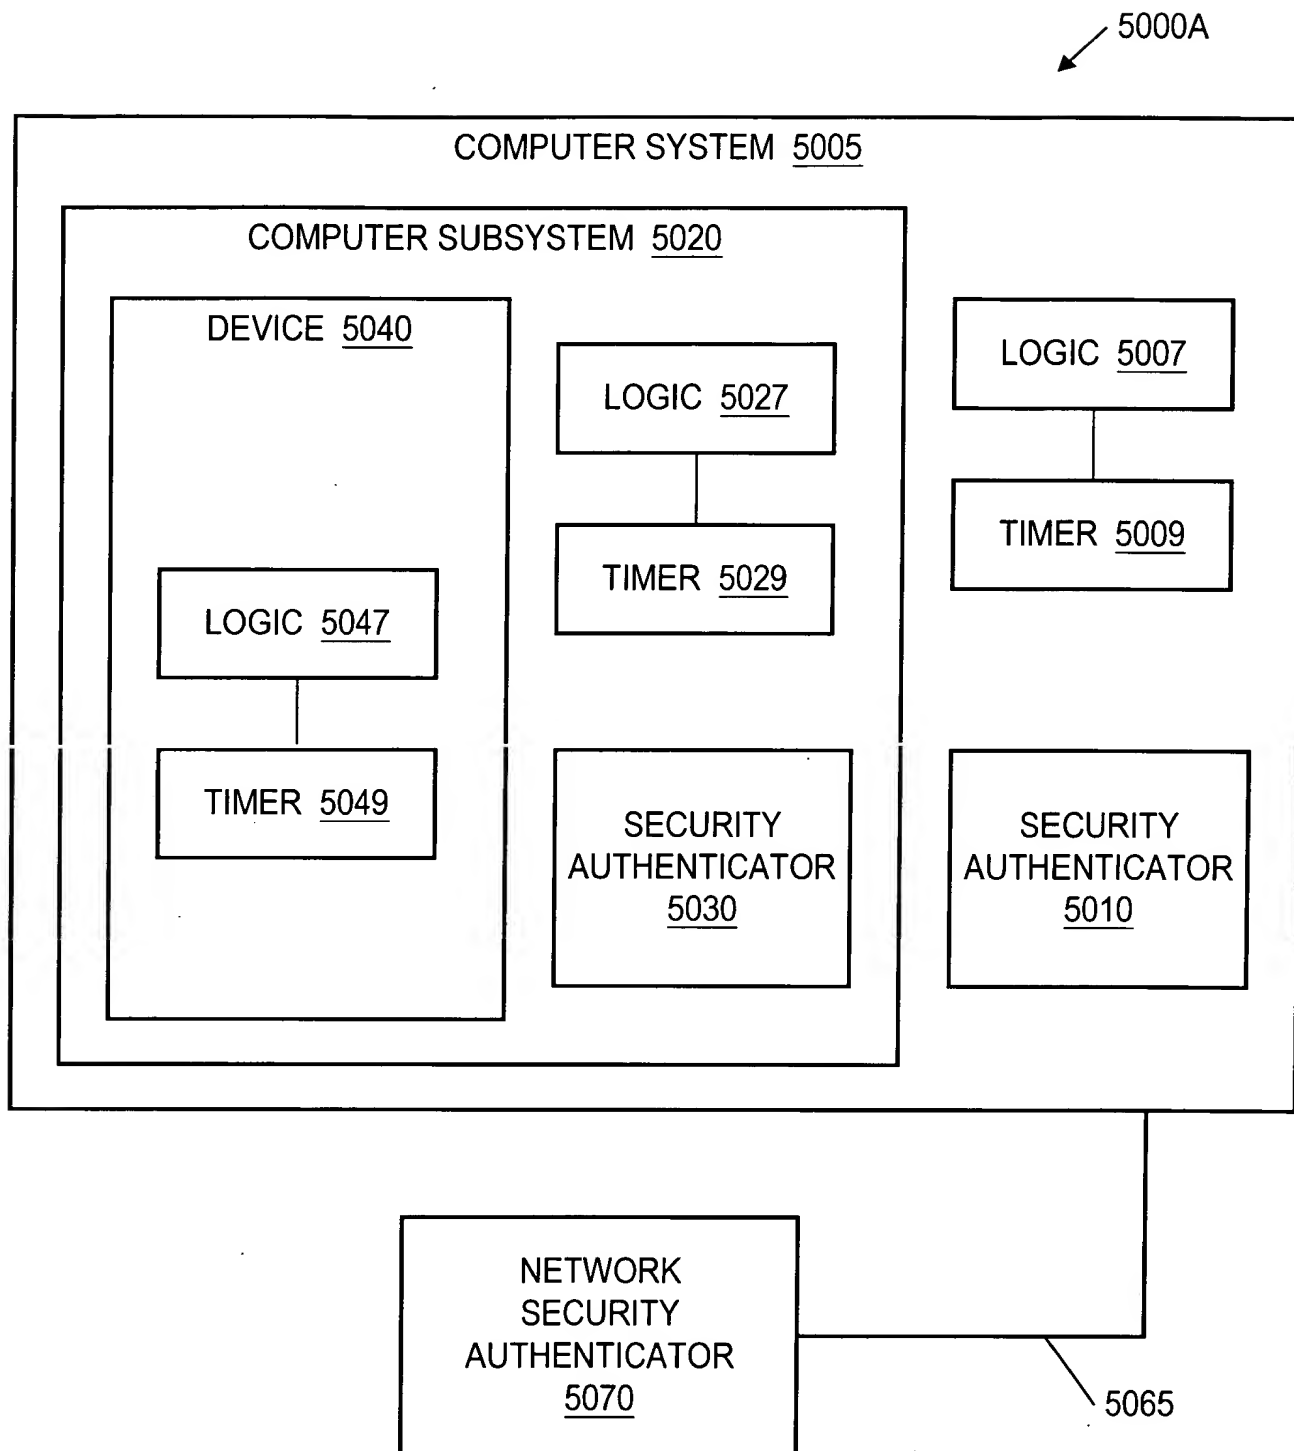 5000A
COMPUTER SYSTEM 5005
COMPUTER SUBSYSTEM 5020
DEVICE 5040
LOGIC 5047
TIMER 5049
LOGIC 5027
TIMER 5029
SECURITY
AUTHENTICATOR
5030
LOGIC 5007
TIMER 5009
SECURITY
AUTHENTICATOR
5010
NETWORK
SECURITY
AUTHENTICATOR
5070
5065